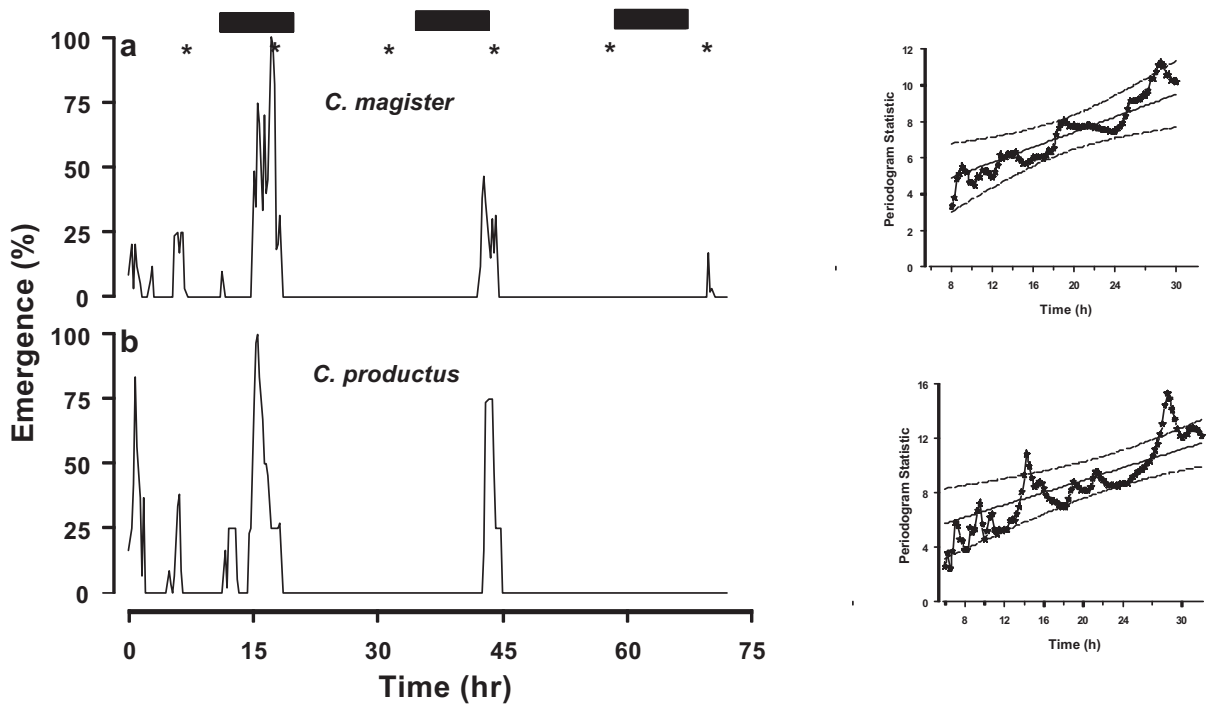 a
* * * * * *
C. magister
100
75
50
25
0
b
C. productus
100
75
50
25
0
Emergence (%)
0 15 30 45 60 75
Time (hr)
12
10
8
6
4
2
0
Periodogram Statistic
8 12 16 20 24 30
Time (h)
16
12
8
4
0
Periodogram Statistic
8 12 16 20 24 30
Time (h)